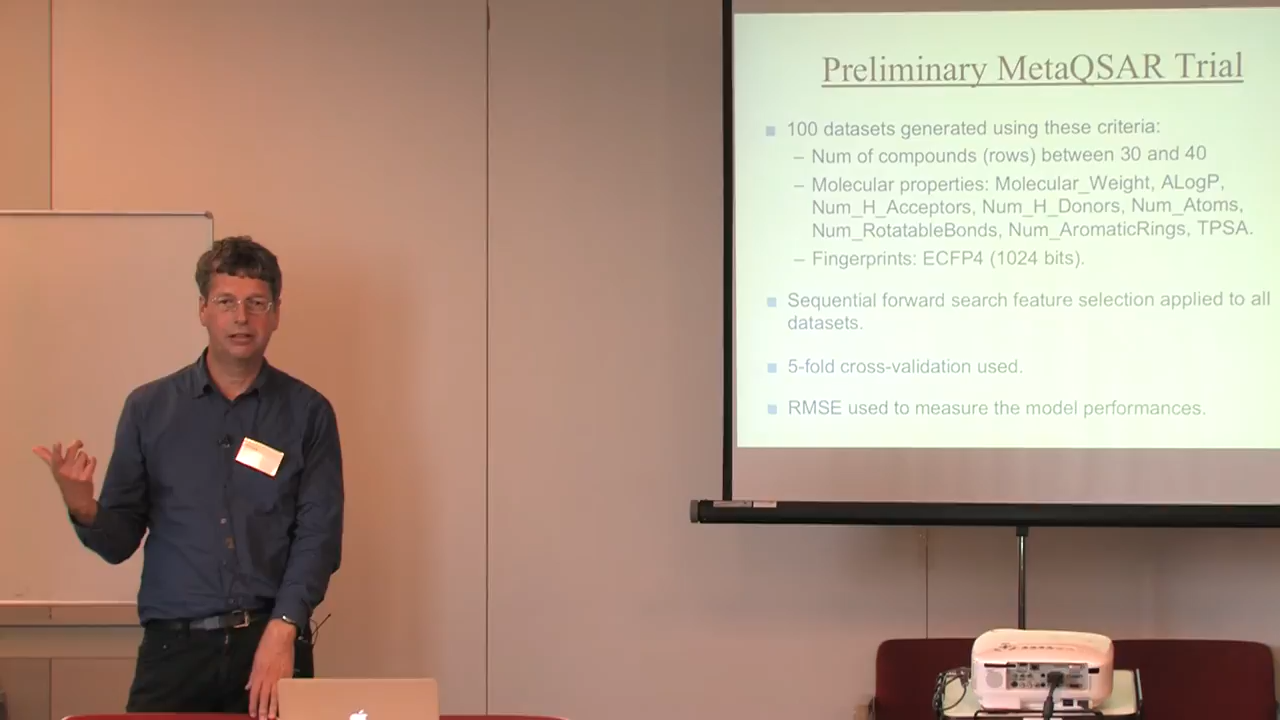 Preliminary MetaQSAR Trial
100 datasets generated using these criteria:
– Num of compounds (rows) between 30 and 40
– Molecular properties: Molecular_Weight, ALogP,
Num_H_Acceptors, Num_H_Donors, Num_Atoms,
Num_RotatableBonds, Num_AromaticRings, TPSA.
– Fingerprints: ECFP4 (1024 bits).
Sequential forward search feature selection applied to all
datasets.
5-fold cross-validation used.
RMSE used to measure the model performances.